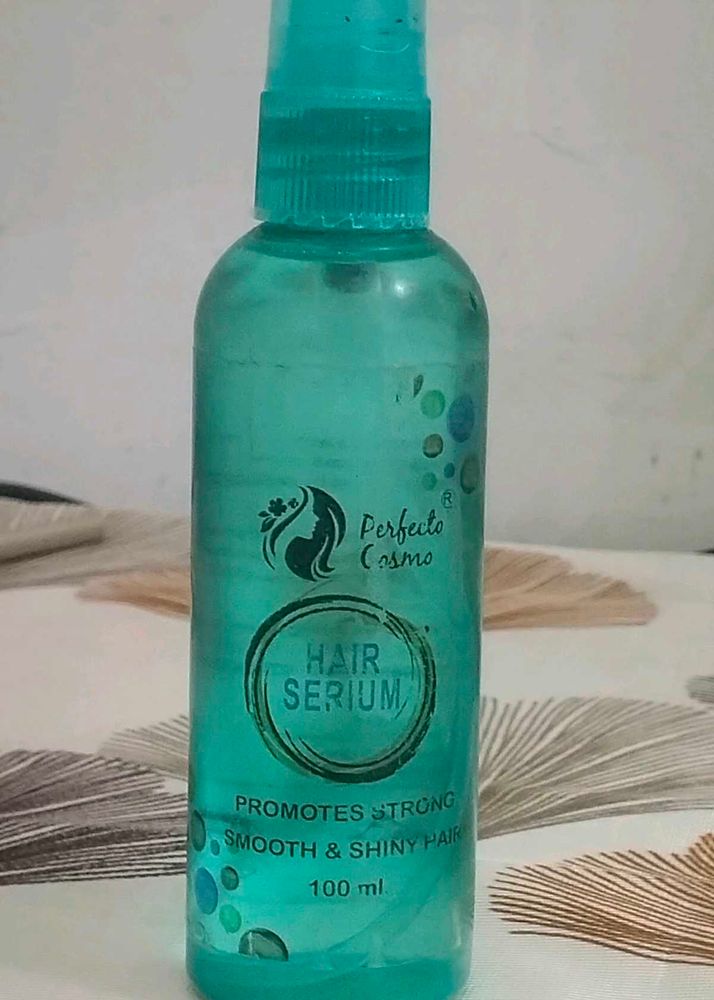 ®
Perfecto
Cosmo
HAIR
SERIUM
PROMOTES STRONG
SMOOTH & SHINY HAIR
100 ml.